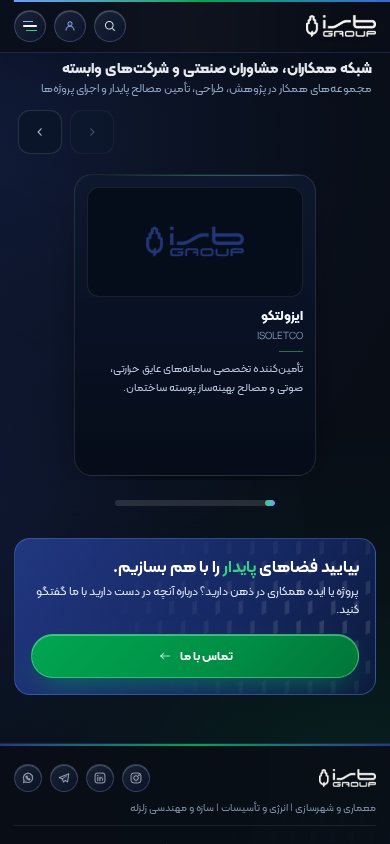 GROUP
شبکه همکاران، مشاوران صنعتی و شرکت‌های وابسته
مجموعه‌های همکار در پژوهش، طراحی، تأمین مصالح پایدار و اجرای پروژه‌ها
GROUP
ایزولتکو
ISOLETCO
تأمین‌کننده تخصصی سامانه‌های عایق حرارتی،
صوتی و مصالح بهینه‌ساز پوسته ساختمان.
بیایید فضاهای پایدار را با هم بسازیم.
پروژه یا ایده همکاری در ذهن دارید؟ درباره آنچه در دست دارید با ما گفتگو
کنید.
تماس با ما ←
GROUP
معماری و شهرسازی | انرژی و تأسیسات | سازه و مهندسی زلزله